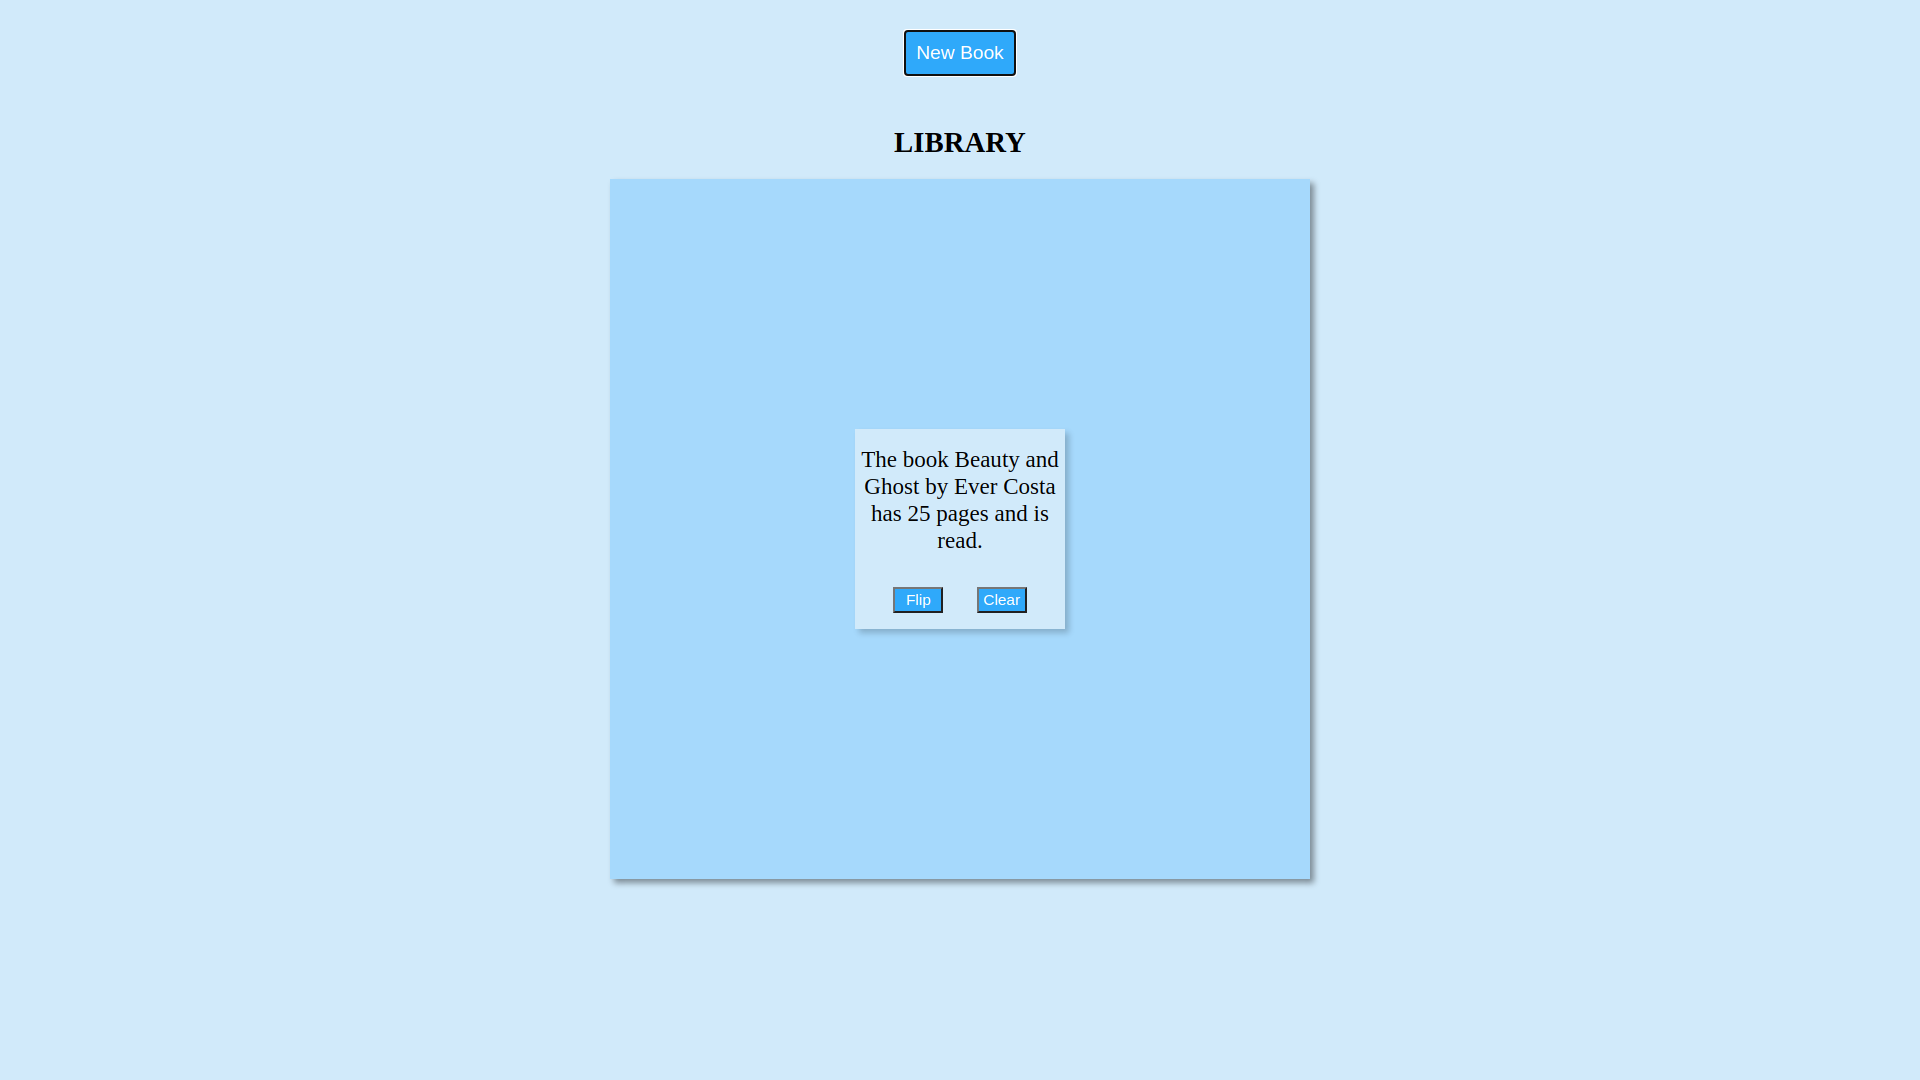 New Book
LIBRARY
The book Beauty and
Ghost by Ever Costa
has 25 pages and is
read.
Flip
Clear